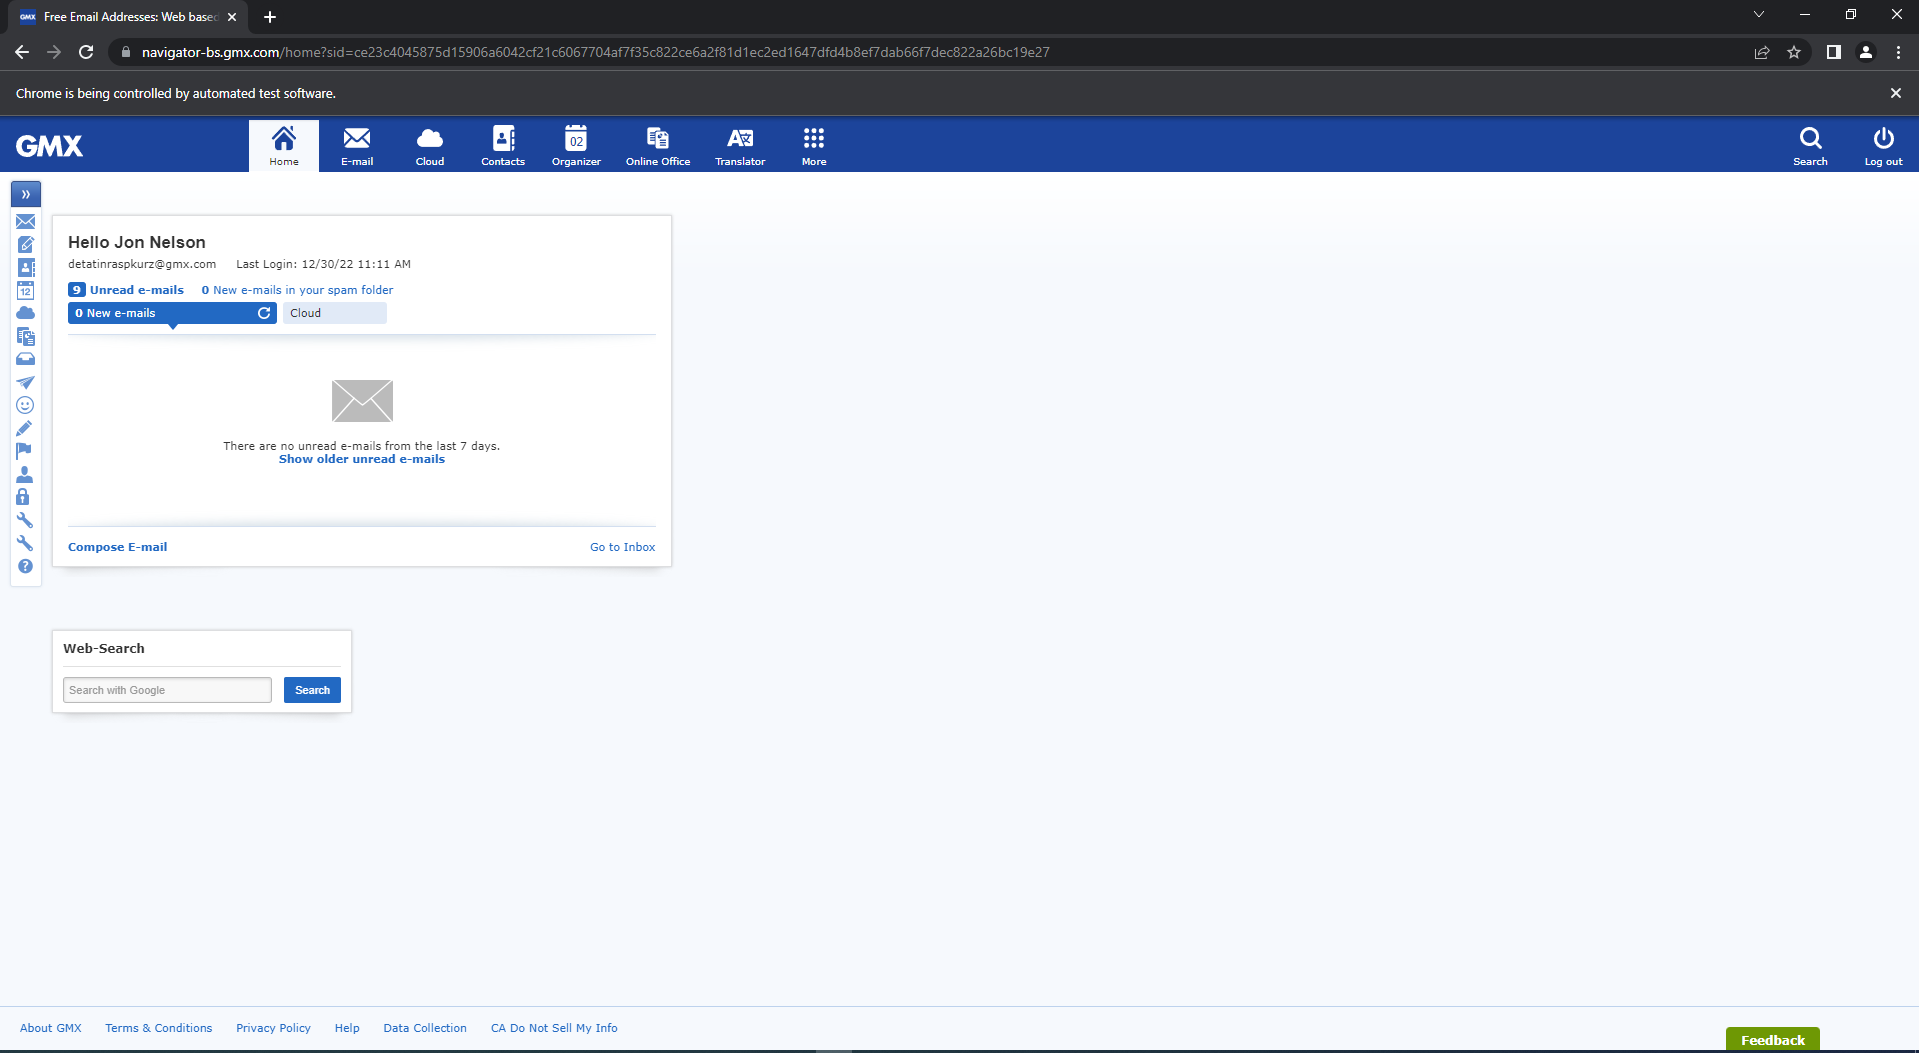 GMX Free Email Addresses: Web based
navigator-bs.gmx.com/home?sid=ce23c4045875d15906a6042cf21c6067704af7f35c822ce6a2f81d1ec2ed1647dfd4b8ef7dab66f7dec822a26bc19e27
Chrome is being controlled by automated test software.
GMX
Home
E-mail
Cloud
Contacts
02
Organizer
Online Office
Translator
More
Search
Log out
12
Hello Jon Nelson
detatinraspkurz@gmx.com Last Login: 12/30/22 11:11 AM
9 Unread e-mails 0 New e-mails in your spam folder
0 New e-mails Cloud
There are no unread e-mails from the last 7 days.
Show older unread e-mails
Compose E-mail Go to Inbox
Web-Search
Search with Google Search
About GMX Terms & Conditions Privacy Policy Help Data Collection CA Do Not Sell My Info
Feedback